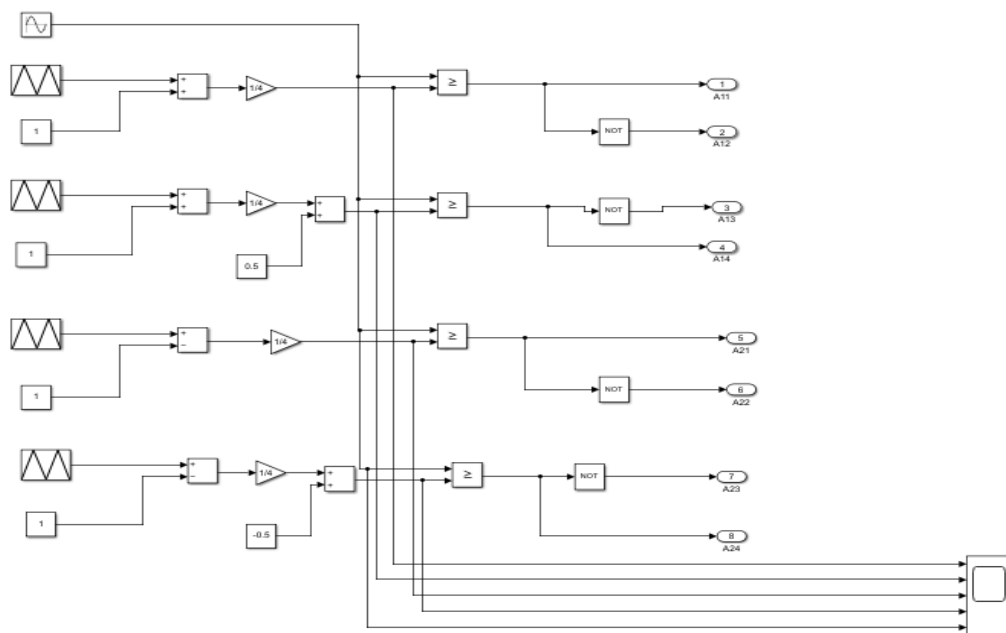 +
+
1/4
≥
1
A11
1
NOT
2
A12
+
+
1/4
+
+
≥
NOT
3
A13
1
0.5
4
A14
+
−
1/4
≥
5
A21
1
NOT
6
A22
+
−
1/4
+
+
≥
NOT
7
A23
1
-0.5
8
A24